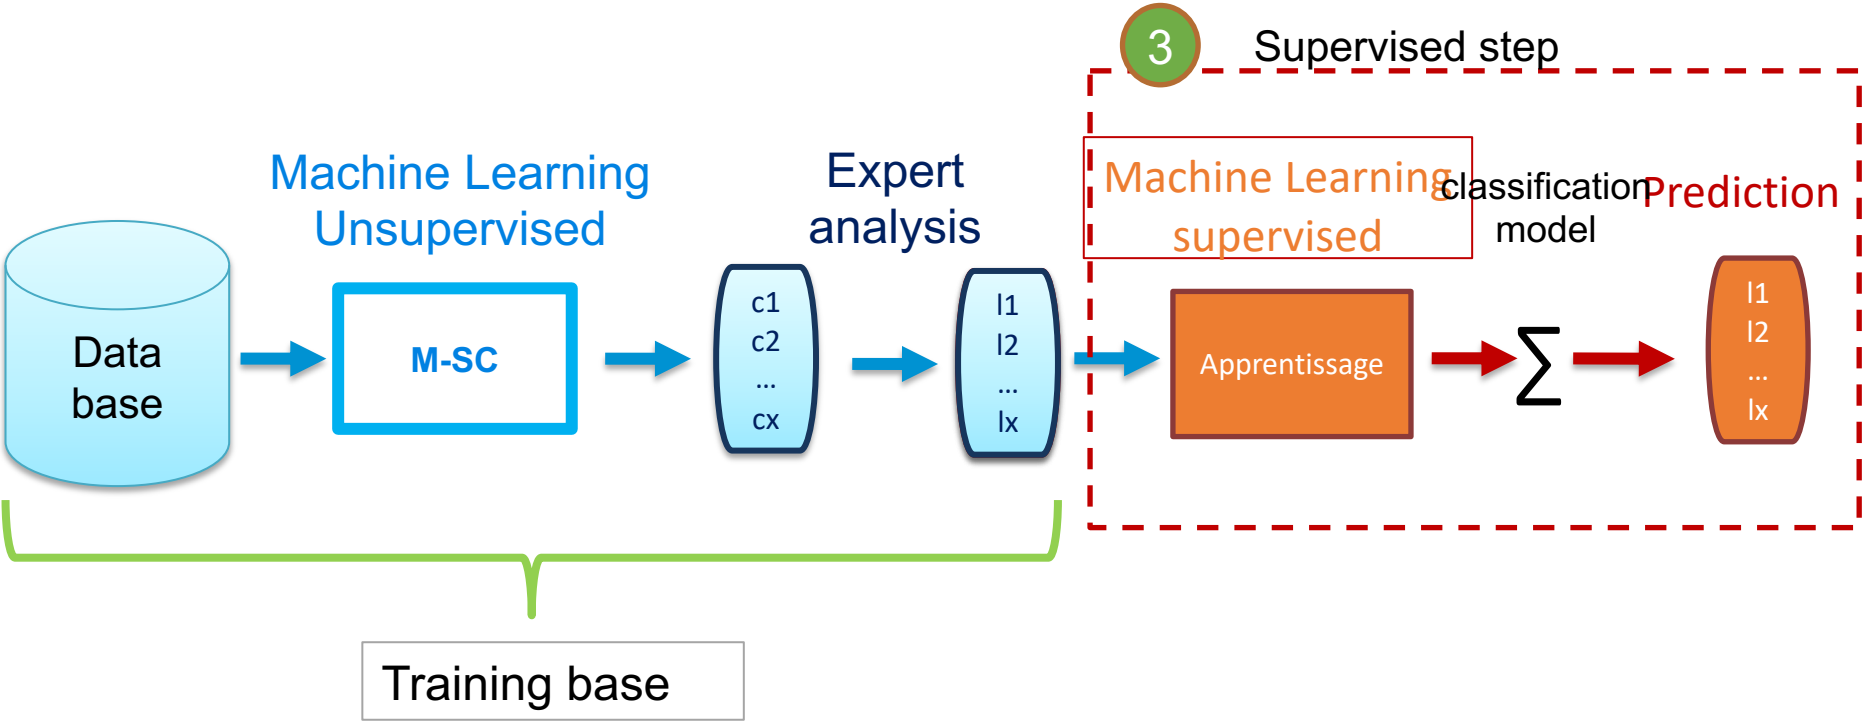 3
Supervised step
Machine Learning
Unsupervised
Expert
analysis
Machine Learning
supervised
classification
model
Prediction
Data
base
M-SC
c1
c2
...
cx
l1
l2
...
lx
Apprentissage
∑
l1
l2
...
lx
Training base